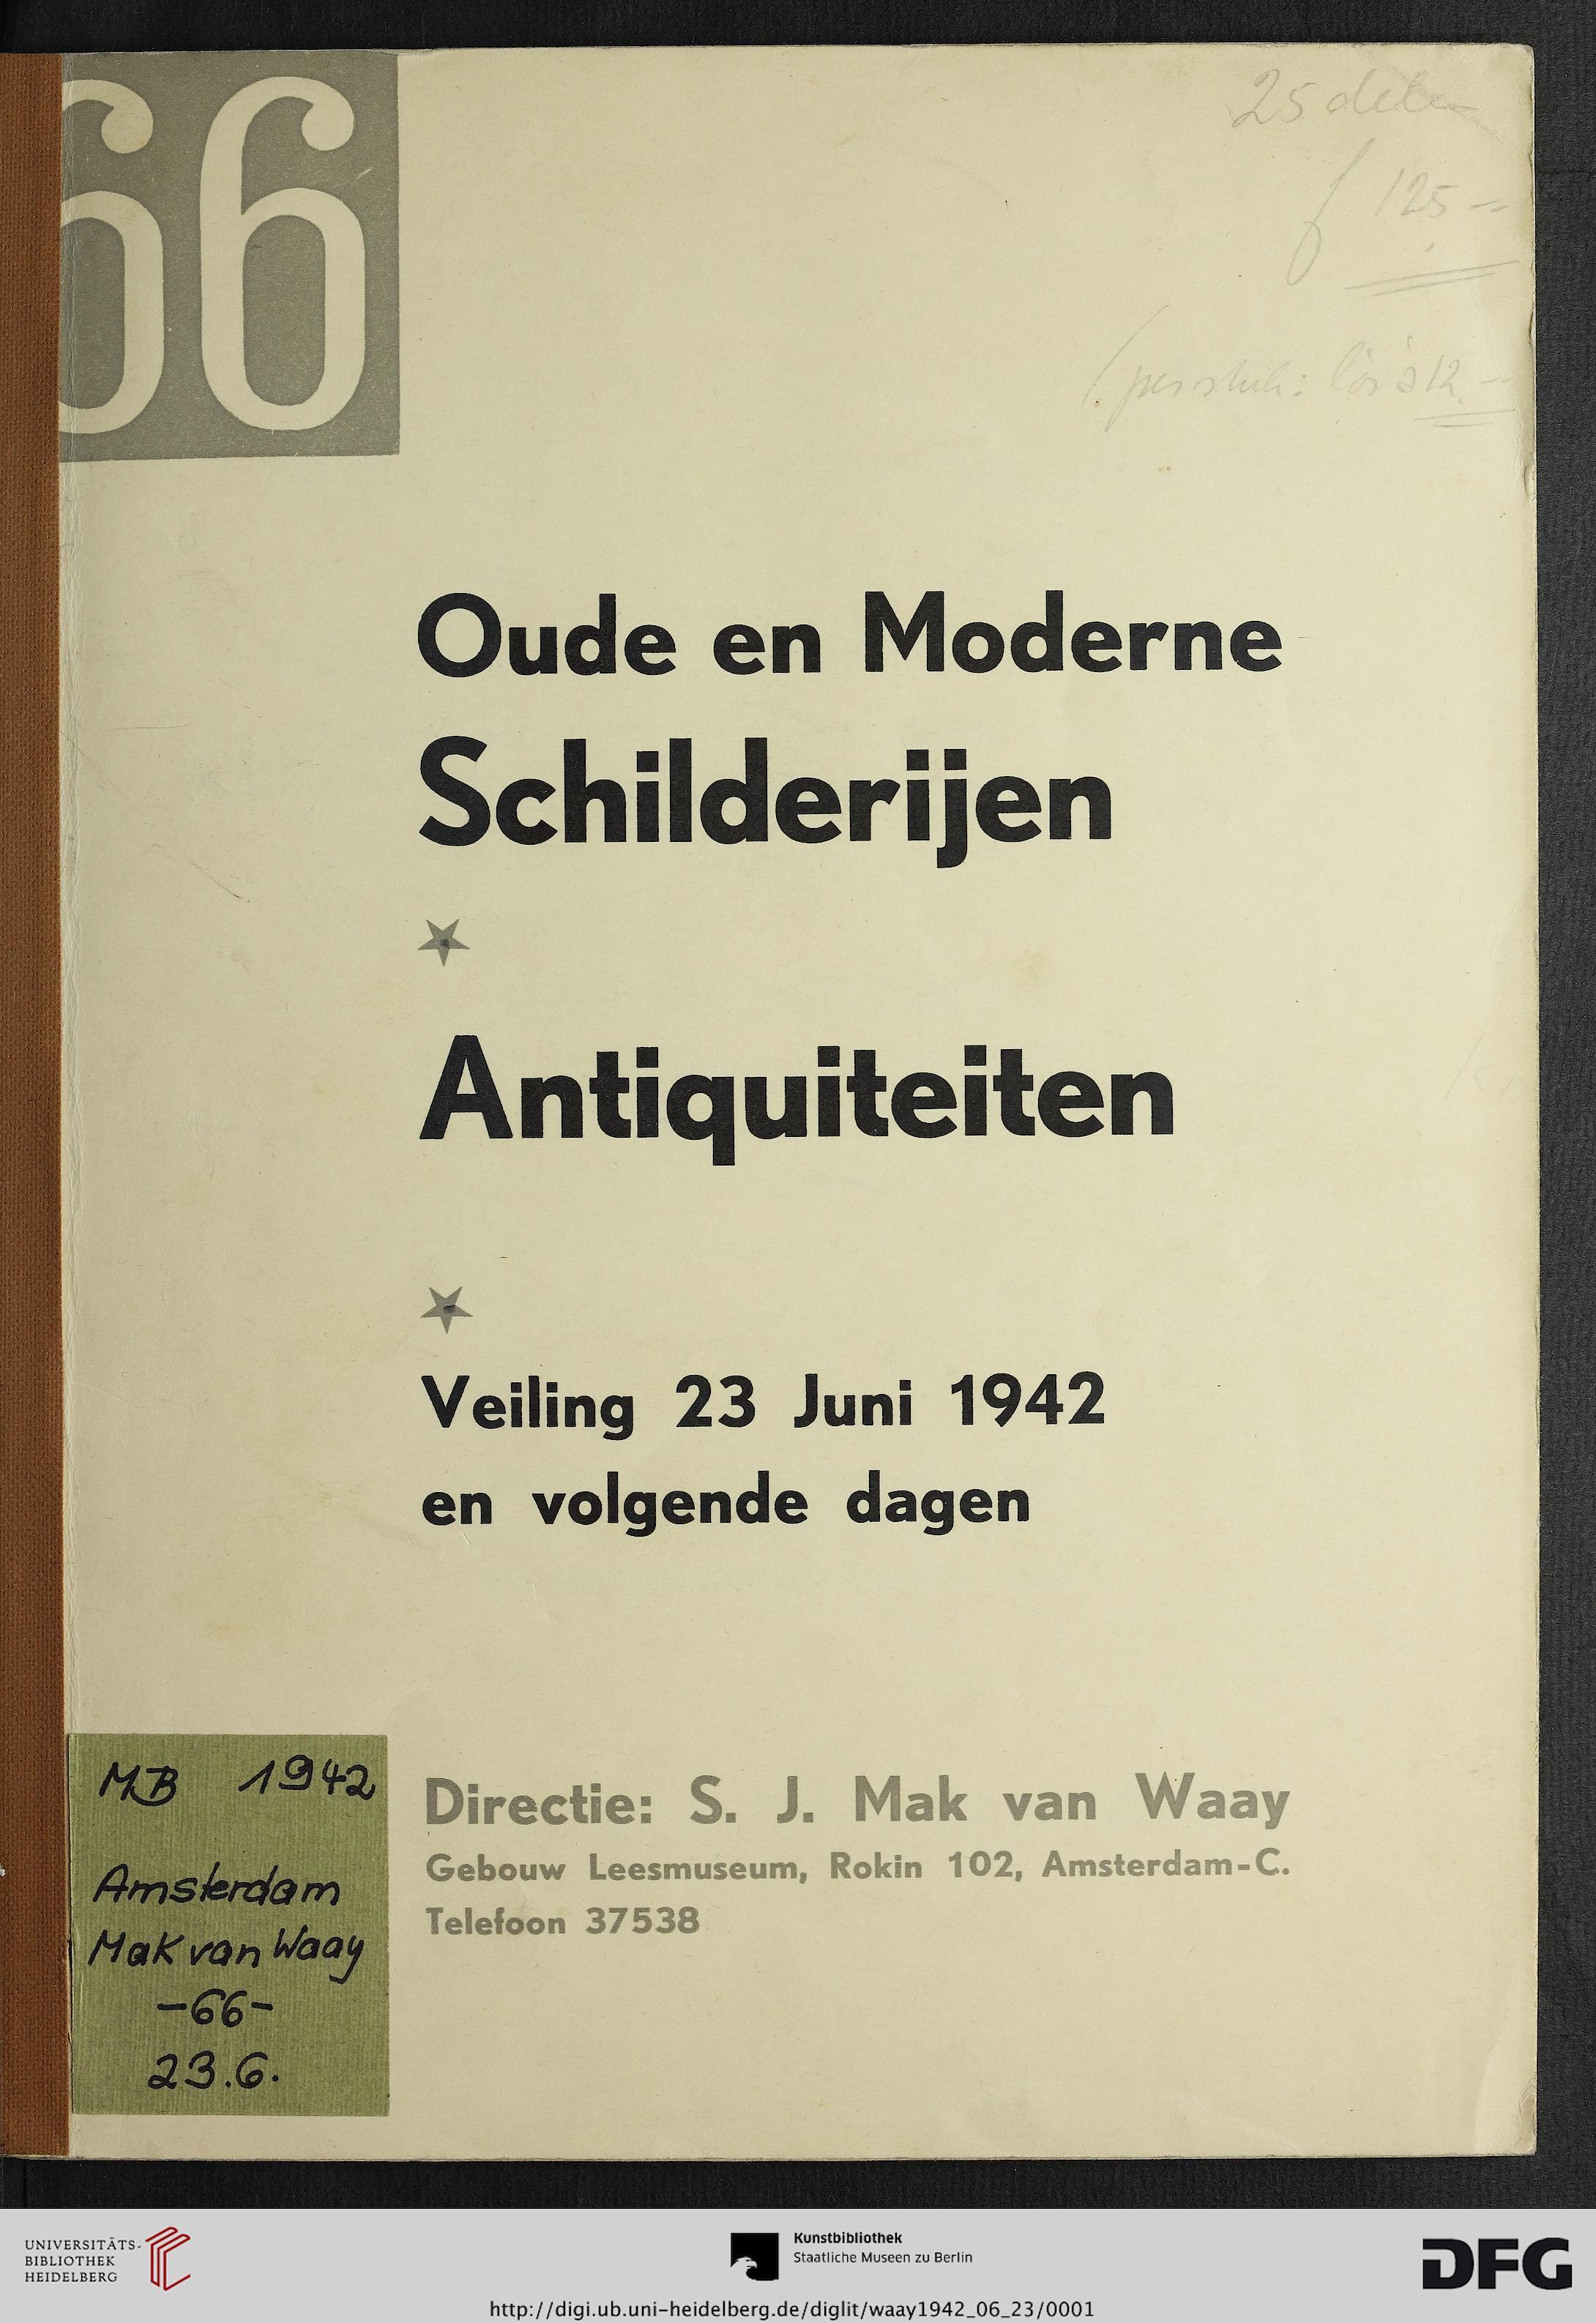 66
25 delen
f 125 -
Oude en Moderne
Schilderijen
Antiquiteiten
Veiling 23 Juni 1942
en volgende dagen
MB 1942
Amsterdam
Mak van Waay
-66-
23.6.
Directie: S. J. Mak van Waay
Gebouw Leesmuseum, Rokin 102, Amsterdam-C.
Telefoon 37538
UNIVERSITÄTS-
BIBLIOTHEK
HEIDELBERG
Kunstbibliothek
Staatliche Museen zu Berlin
DFG
http://digi.ub.uni-heidelberg.de/diglit/waay1942_06_23/0001